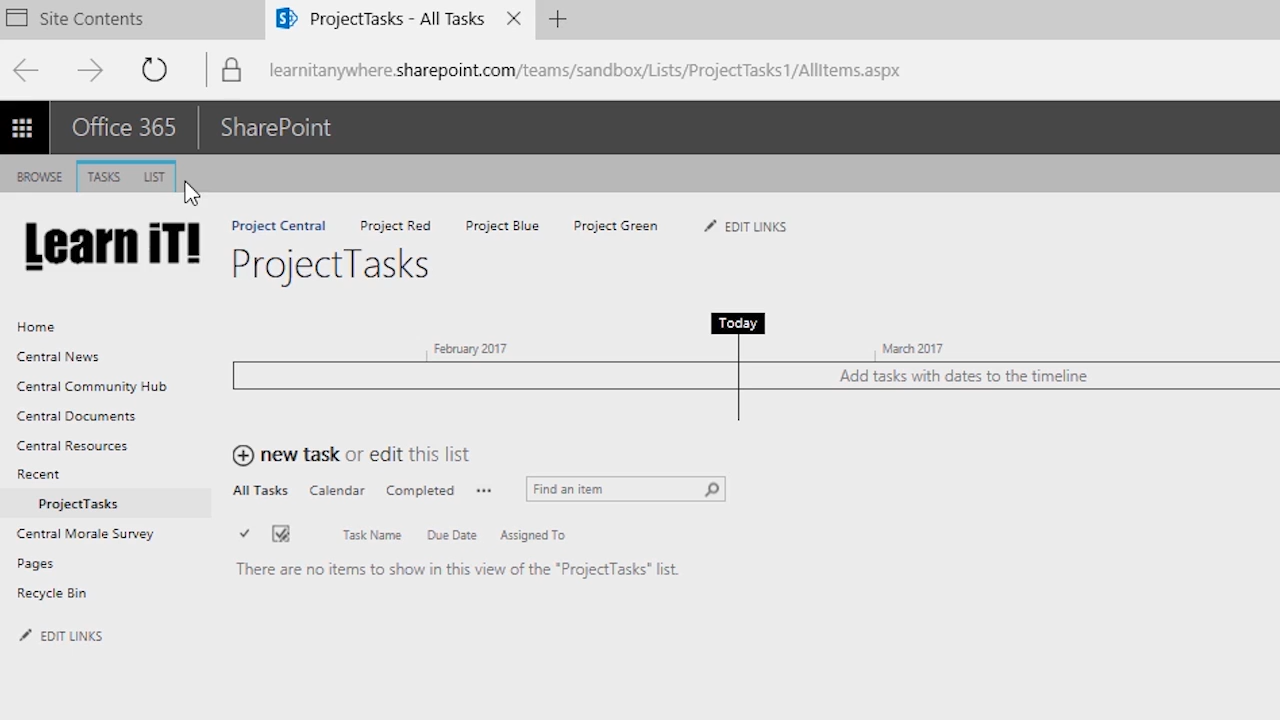 Site Contents
ProjectTasks - All Tasks
learnitanywhere.sharepoint.com/teams/sandbox/Lists/ProjectTasks1/AllItems.aspx
Office 365 SharePoint
BROWSE TASKS LIST
Learn iT!
Project Central Project Red Project Blue Project Green EDIT LINKS
ProjectTasks
Home
Central News
Central Community Hub
Central Documents
Central Resources
Recent
ProjectTasks
Central Morale Survey
Pages
Recycle Bin
EDIT LINKS
Today
February 2017 March 2017
Add tasks with dates to the timeline
new task or edit this list
All Tasks Calendar Completed ••• Find an item
Task Name Due Date Assigned To
There are no items to show in this view of the "ProjectTasks" list.